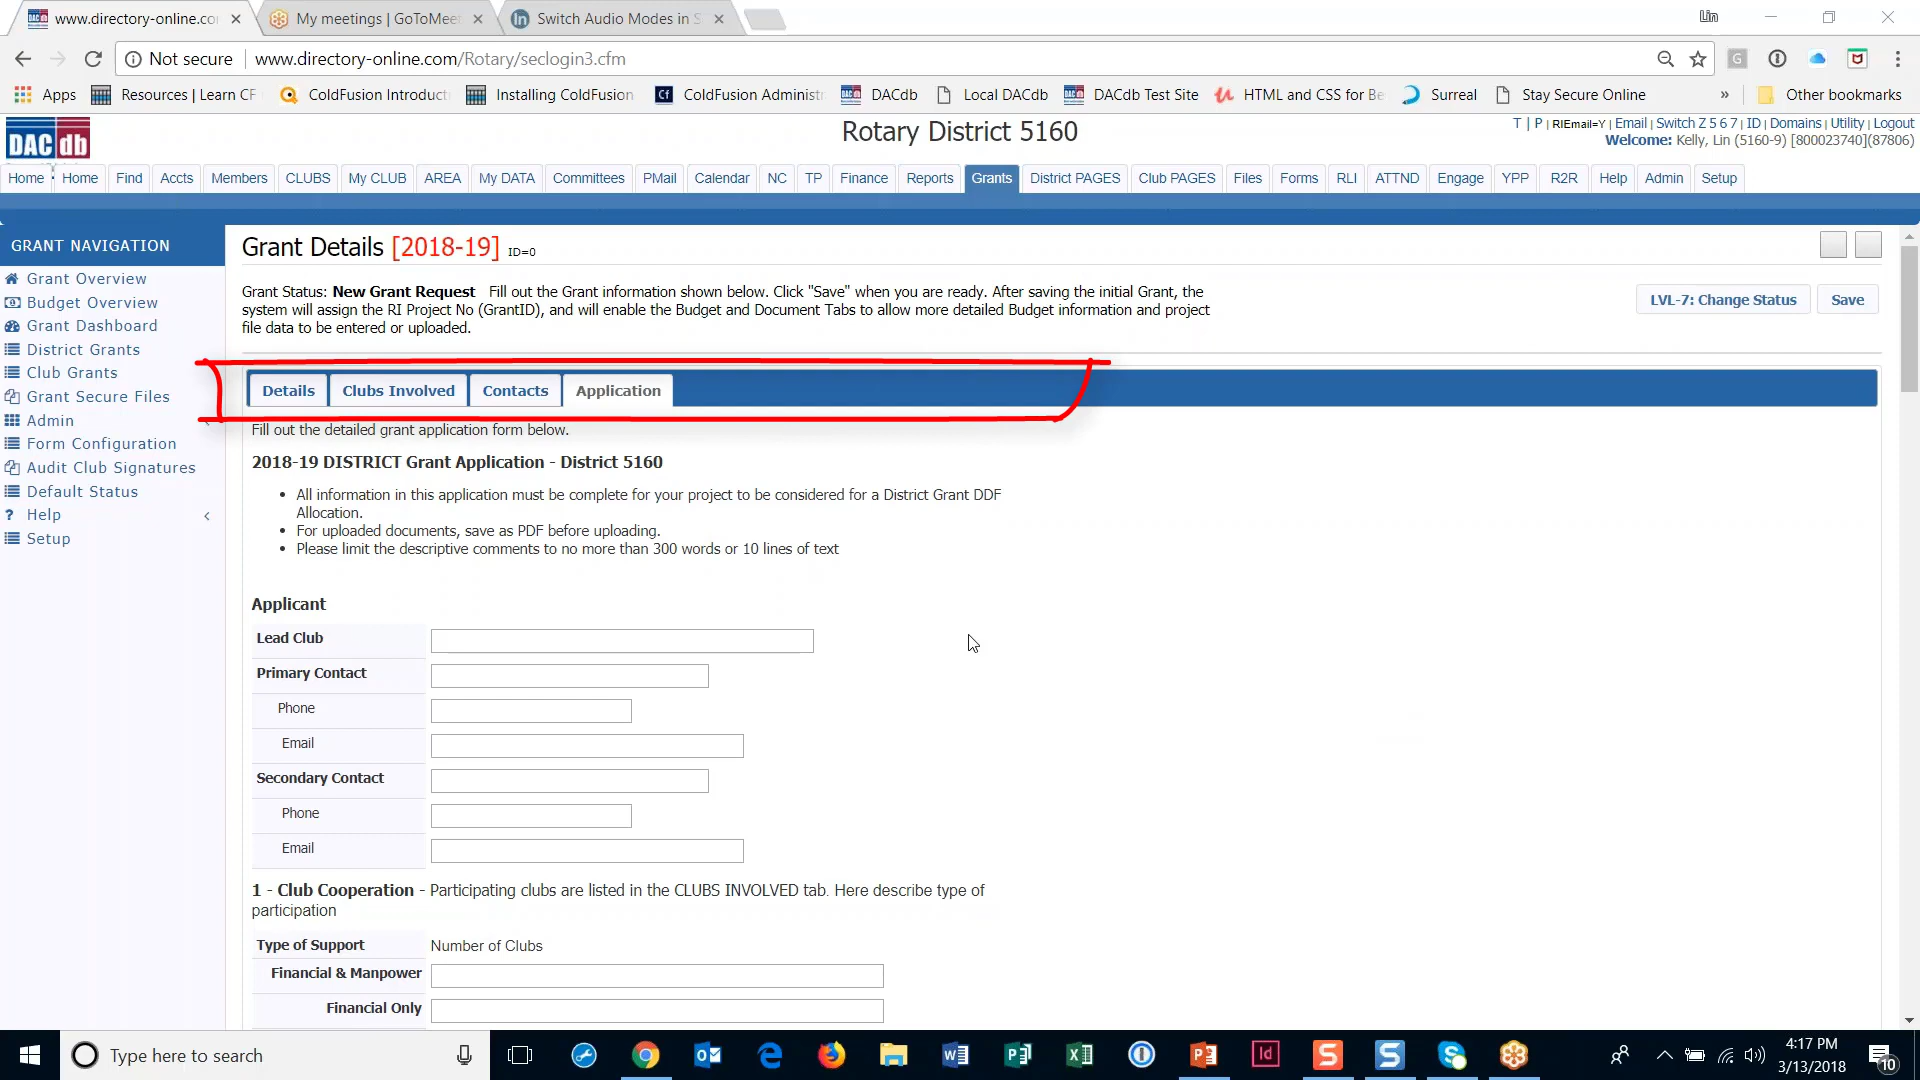 www.directory-online.co
My meetings | GoToMeet
Switch Audio Modes in S
Lin
Not secure
www.directory-online.com/Rotary/seclogin3.cfm
Apps
Resources | Learn CF
ColdFusion Introduct
Installing ColdFusion
ColdFusion Administr
DACdb
Local DACdb
DACdb Test Site
HTML and CSS for Be
Surreal
Stay Secure Online
»
Other bookmarks
DACdb
Rotary District 5160
T | P | RIEmail=Y | Email | Switch Z 5 6 7 | ID | Domains | Utility | Logout
Welcome: Kelly, Lin (5160-9) [800023740](87806)
Home Home Find Accts Members CLUBS My CLUB AREA My DATA Committees PMail Calendar NC TP Finance Reports Grants District PAGES Club PAGES Files Forms RLI ATTND Engage YPP R2R Help Admin Setup
GRANT NAVIGATION
Grant Overview
Budget Overview
Grant Dashboard
District Grants
Club Grants
Grant Secure Files
Admin
Form Configuration
Audit Club Signatures
Default Status
Help
Setup
Grant Details [2018-19] ID=0
Grant Status: New Grant Request Fill out the Grant information shown below. Click "Save" when you are ready. After saving the initial Grant, the
system will assign the RI Project No (GrantID), and will enable the Budget and Document Tabs to allow more detailed Budget information and project
file data to be entered or uploaded.
LVL-7: Change Status
Save
Details
Clubs Involved
Contacts
Application
Fill out the detailed grant application form below.
2018-19 DISTRICT Grant Application - District 5160
• All information in this application must be complete for your project to be considered for a District Grant DDF
Allocation.
• For uploaded documents, save as PDF before uploading.
• Please limit the descriptive comments to no more than 300 words or 10 lines of text
Applicant
Lead Club
Primary Contact
Phone
Email
Secondary Contact
Phone
Email
1 - Club Cooperation - Participating clubs are listed in the CLUBS INVOLVED tab. Here describe type of
participation
Type of Support Number of Clubs
Financial & Manpower
Financial Only
Type here to search
4:17 PM
3/13/2018
10